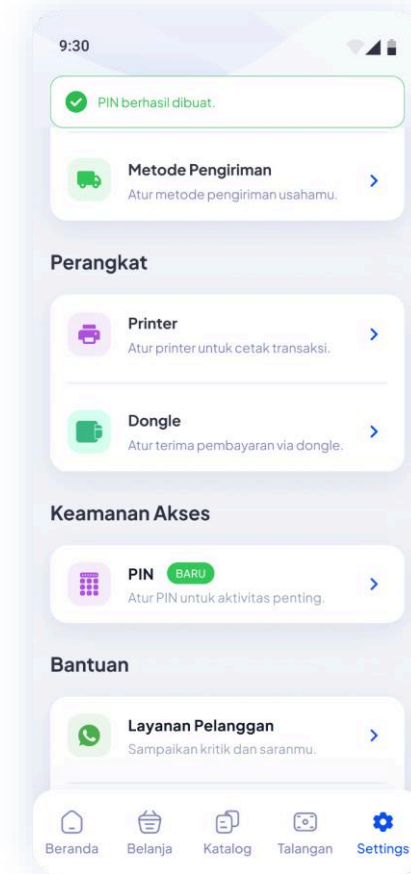 9:30
PIN berhasil dibuat.
Metode Pengiriman
Atur metode pengiriman usahamu.
Perangkat
Printer
Atur printer untuk cetak transaksi.
Dongle
Atur terima pembayaran via dongle.
Keamanan Akses
PIN BARU
Atur PIN untuk aktivitas penting.
Bantuan
Layanan Pelanggan
Sampaikan kritik dan saranmu.
Beranda Belanja Katalog Talangan Settings